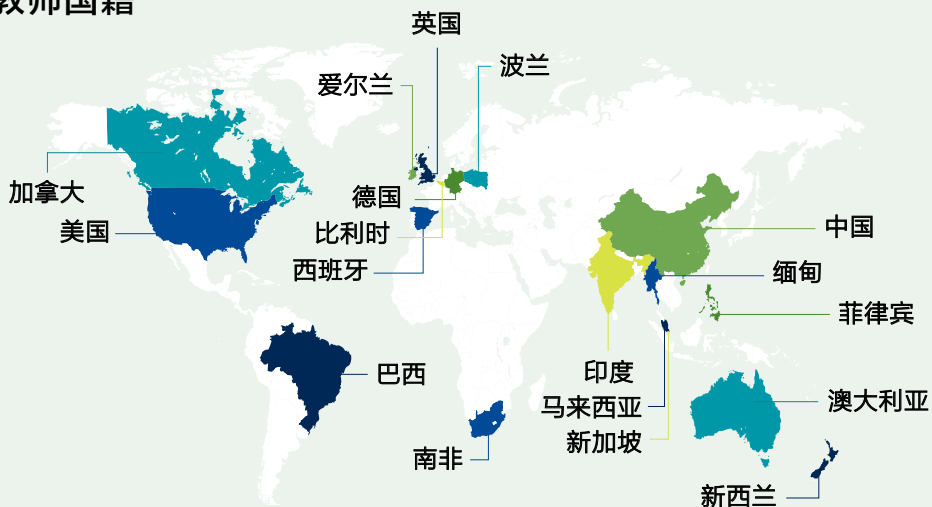 教师国籍
英国
波兰
爱尔兰
加拿大
德国
美国
比利时
中国
西班牙
缅甸
菲律宾
印度
巴西
马来西亚
澳大利亚
新加坡
南非
新西兰